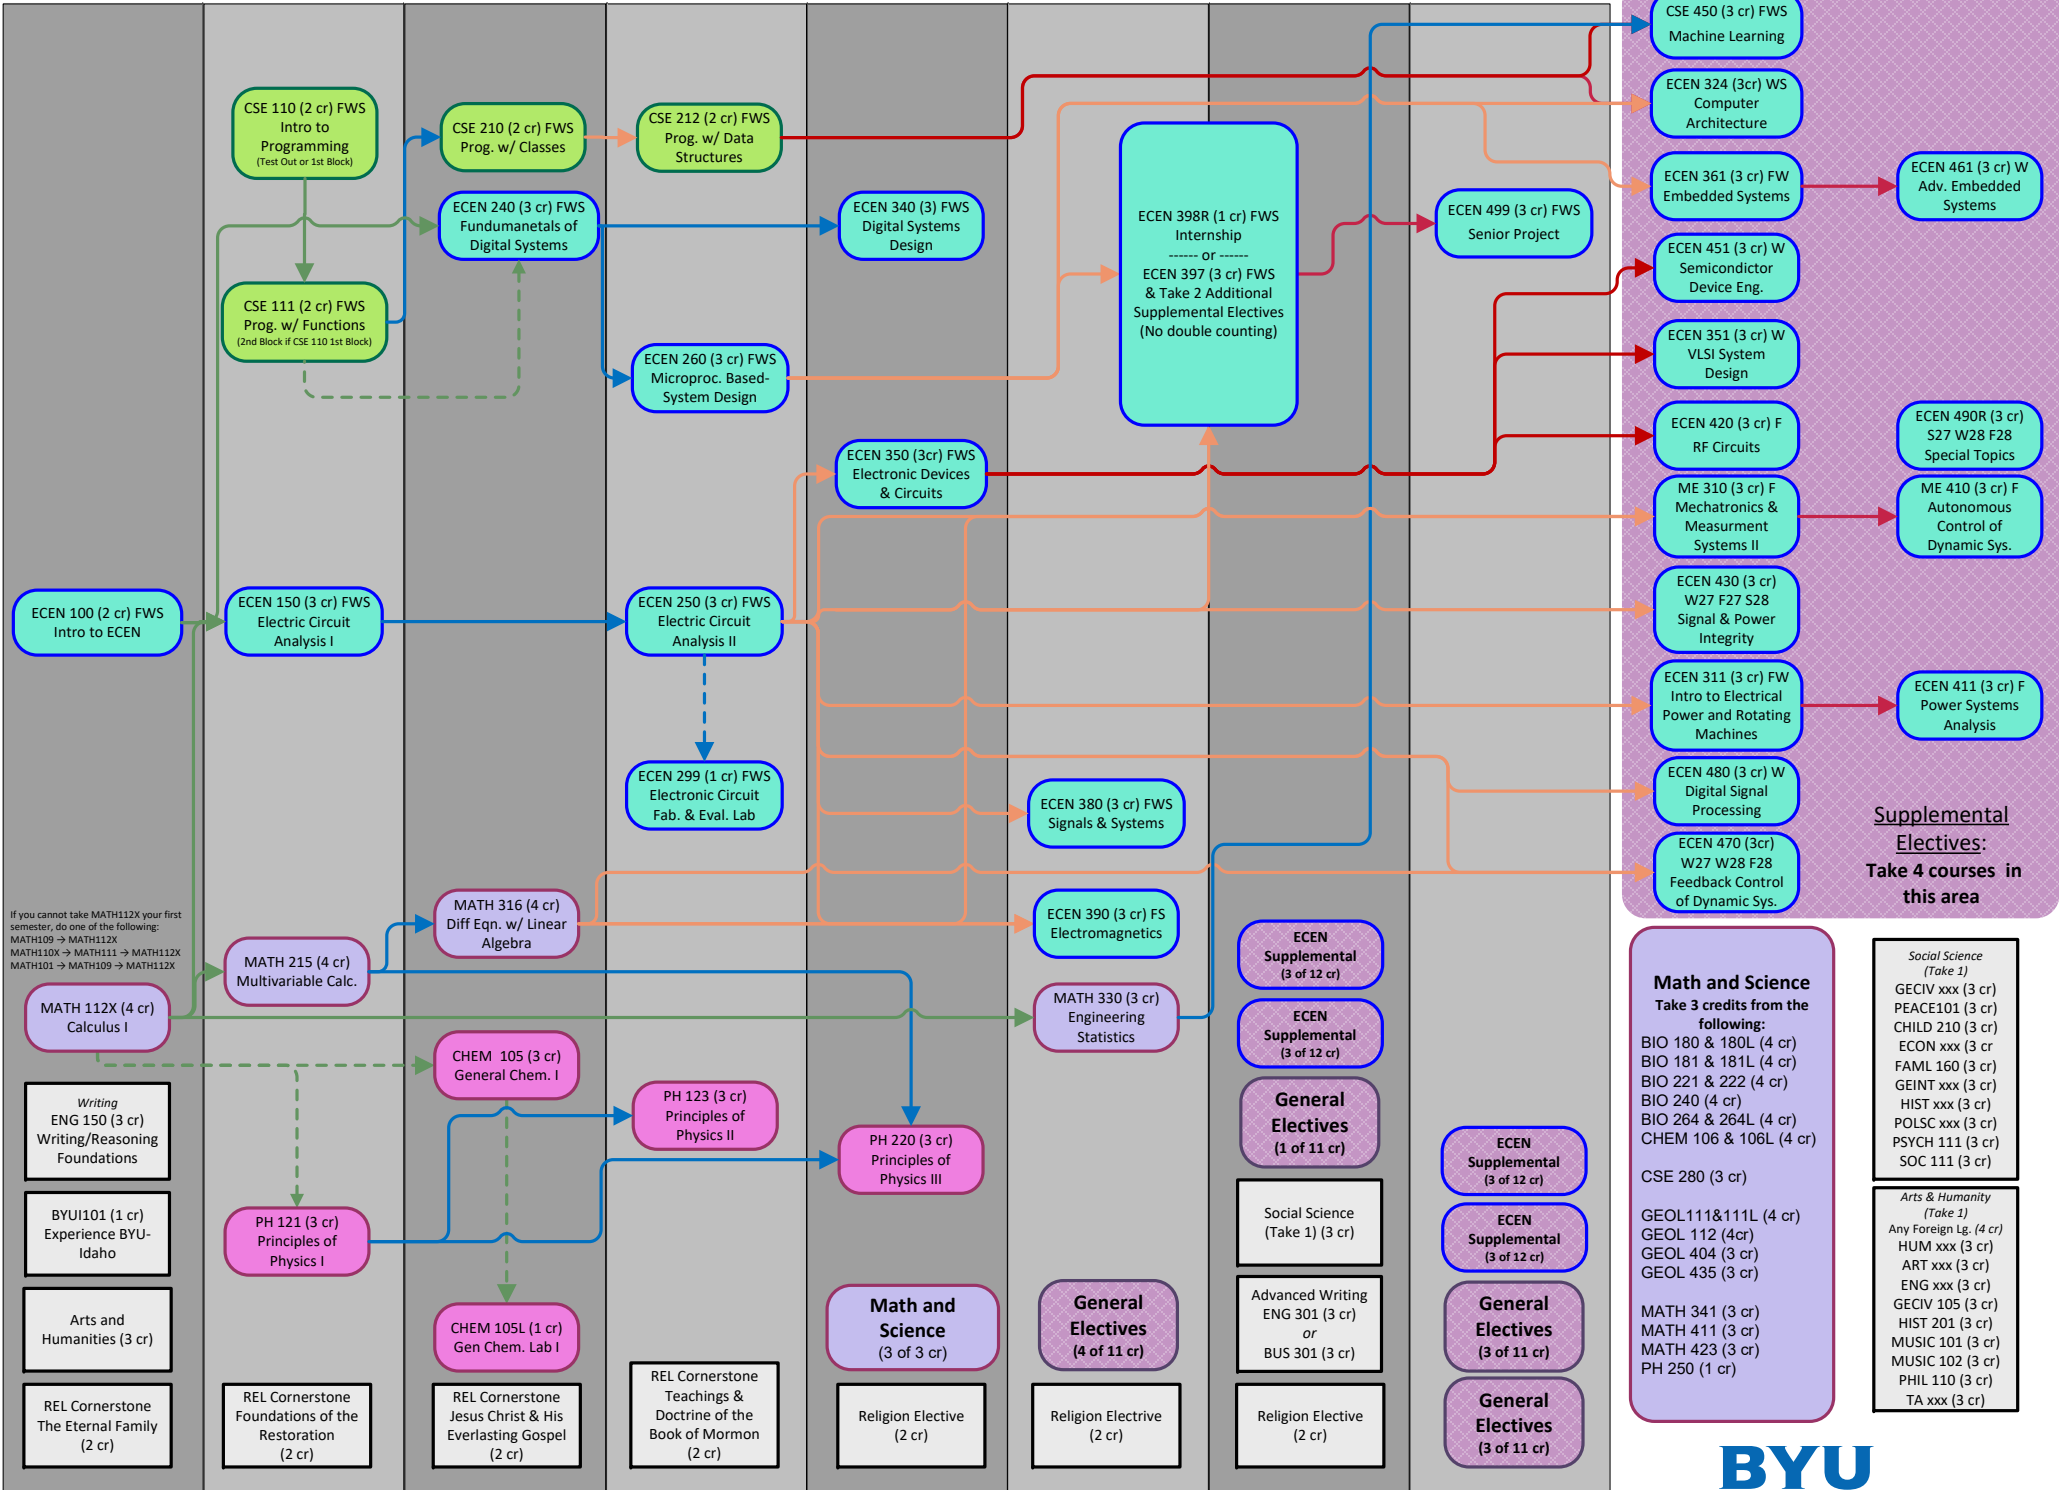 CSE 110 (2 cr) FWS
Intro to
Programming
(Test Out or 1st Block)
CSE 111 (2 cr) FWS
Prog. w/ Functions
(2nd Block if CSE 110 1st Block)
CSE 210 (2 cr) FWS
Prog. w/ Classes
CSE 212 (2 cr) FWS
Prog. w/ Data
Structures
ECEN 240 (3 cr) FWS
Fundumanetals of
Digital Systems
ECEN 340 (3) FWS
Digital Systems
Design
ECEN 260 (3 cr) FWS
Microproc. Based-
System Design
ECEN 350 (3cr) FWS
Electronic Devices
& Circuits
ECEN 398R (1 cr) FWS
Internship
------ or ------
ECEN 397 (3 cr) FWS
& Take 2 Additional
Supplemental Electives
(No double counting)
ECEN 499 (3 cr) FWS
Senior Project
ECEN 100 (2 cr) FWS
Intro to ECEN
ECEN 150 (3 cr) FWS
Electric Circuit
Analysis I
ECEN 250 (3 cr) FWS
Electric Circuit
Analysis II
ECEN 299 (1 cr) FWS
Electronic Circuit
Fab. & Eval. Lab
ECEN 380 (3 cr) FWS
Signals & Systems
ECEN 390 (3 cr) FS
Electromagnetics
If you cannot take MATH112X your first
semester, do one of the following:
MATH109 → MATH112X
MATH110X → MATH111 → MATH112X
MATH101 → MATH109 → MATH112X
MATH 112X (4 cr)
Calculus I
MATH 215 (4 cr)
Multivariable Calc.
MATH 316 (4 cr)
Diff Eqn. w/ Linear
Algebra
MATH 330 (3 cr)
Engineering
Statistics
CHEM 105 (3 cr)
General Chem. I
CHEM 105L (1 cr)
Gen Chem. Lab I
PH 121 (3 cr)
Principles of
Physics I
PH 123 (3 cr)
Principles of
Physics II
PH 220 (3 cr)
Principles of
Physics III
Writing
ENG 150 (3 cr)
Writing/Reasoning
Foundations
BYUI101 (1 cr)
Experience BYU-
Idaho
Arts and
Humanities (3 cr)
REL Cornerstone
The Eternal Family
(2 cr)
REL Cornerstone
Foundations of the
Restoration
(2 cr)
REL Cornerstone
Jesus Christ & His
Everlasting Gospel
(2 cr)
REL Cornerstone
Teachings &
Doctrine of the
Book of Mormon
(2 cr)
Math and
Science
(3 of 3 cr)
Religion Elective
(2 cr)
General
Electives
(4 of 11 cr)
Religion Electrive
(2 cr)
ECEN
Supplemental
(3 of 12 cr)
ECEN
Supplemental
(3 of 12 cr)
General
Electives
(1 of 11 cr)
Social Science
(Take 1) (3 cr)
Advanced Writing
ENG 301 (3 cr)
or
BUS 301 (3 cr)
Religion Elective
(2 cr)
ECEN
Supplemental
(3 of 12 cr)
ECEN
Supplemental
(3 of 12 cr)
General
Electives
(3 of 11 cr)
General
Electives
(3 of 11 cr)
CSE 450 (3 cr) FWS
Machine Learning
ECEN 324 (3cr) WS
Computer
Architecture
ECEN 361 (3 cr) FW
Embedded Systems
ECEN 461 (3 cr) W
Adv. Embedded
Systems
ECEN 451 (3 cr) W
Semicondictor
Device Eng.
ECEN 351 (3 cr) W
VLSI System
Design
ECEN 420 (3 cr) F
RF Circuits
ECEN 490R (3 cr)
S27 W28 F28
Special Topics
ME 310 (3 cr) F
Mechatronics &
Measurment
Systems II
ME 410 (3 cr) F
Autonomous
Control of
Dynamic Sys.
ECEN 430 (3 cr)
W27 F27 S28
Signal & Power
Integrity
ECEN 311 (3 cr) FW
Intro to Electrical
Power and Rotating
Machines
ECEN 411 (3 cr) F
Power Systems
Analysis
ECEN 480 (3 cr) W
Digital Signal
Processing
ECEN 470 (3cr)
W27 W28 F28
Feedback Control
of Dynamic Sys.
Supplemental
Electives:
Take 4 courses in
this area
Math and Science
Take 3 credits from the
following:
BIO 180 & 180L (4 cr)
BIO 181 & 181L (4 cr)
BIO 221 & 222 (4 cr)
BIO 240 (4 cr)
BIO 264 & 264L (4 cr)
CHEM 106 & 106L (4 cr)
CSE 280 (3 cr)
GEOL111&111L (4 cr)
GEOL 112 (4cr)
GEOL 404 (3 cr)
GEOL 435 (3 cr)
MATH 341 (3 cr)
MATH 411 (3 cr)
MATH 423 (3 cr)
PH 250 (1 cr)
Social Science
(Take 1)
GECIV xxx (3 cr)
PEACE101 (3 cr)
CHILD 210 (3 cr)
ECON xxx (3 cr
FAML 160 (3 cr)
GEINT xxx (3 cr)
HIST xxx (3 cr)
POLSC xxx (3 cr)
PSYCH 111 (3 cr)
SOC 111 (3 cr)
Arts & Humanity
(Take 1)
Any Foreign Lg. (4 cr)
HUM xxx (3 cr)
ART xxx (3 cr)
ENG xxx (3 cr)
GECIV 105 (3 cr)
HIST 201 (3 cr)
MUSIC 101 (3 cr)
MUSIC 102 (3 cr)
PHIL 110 (3 cr)
TA xxx (3 cr)
BYU